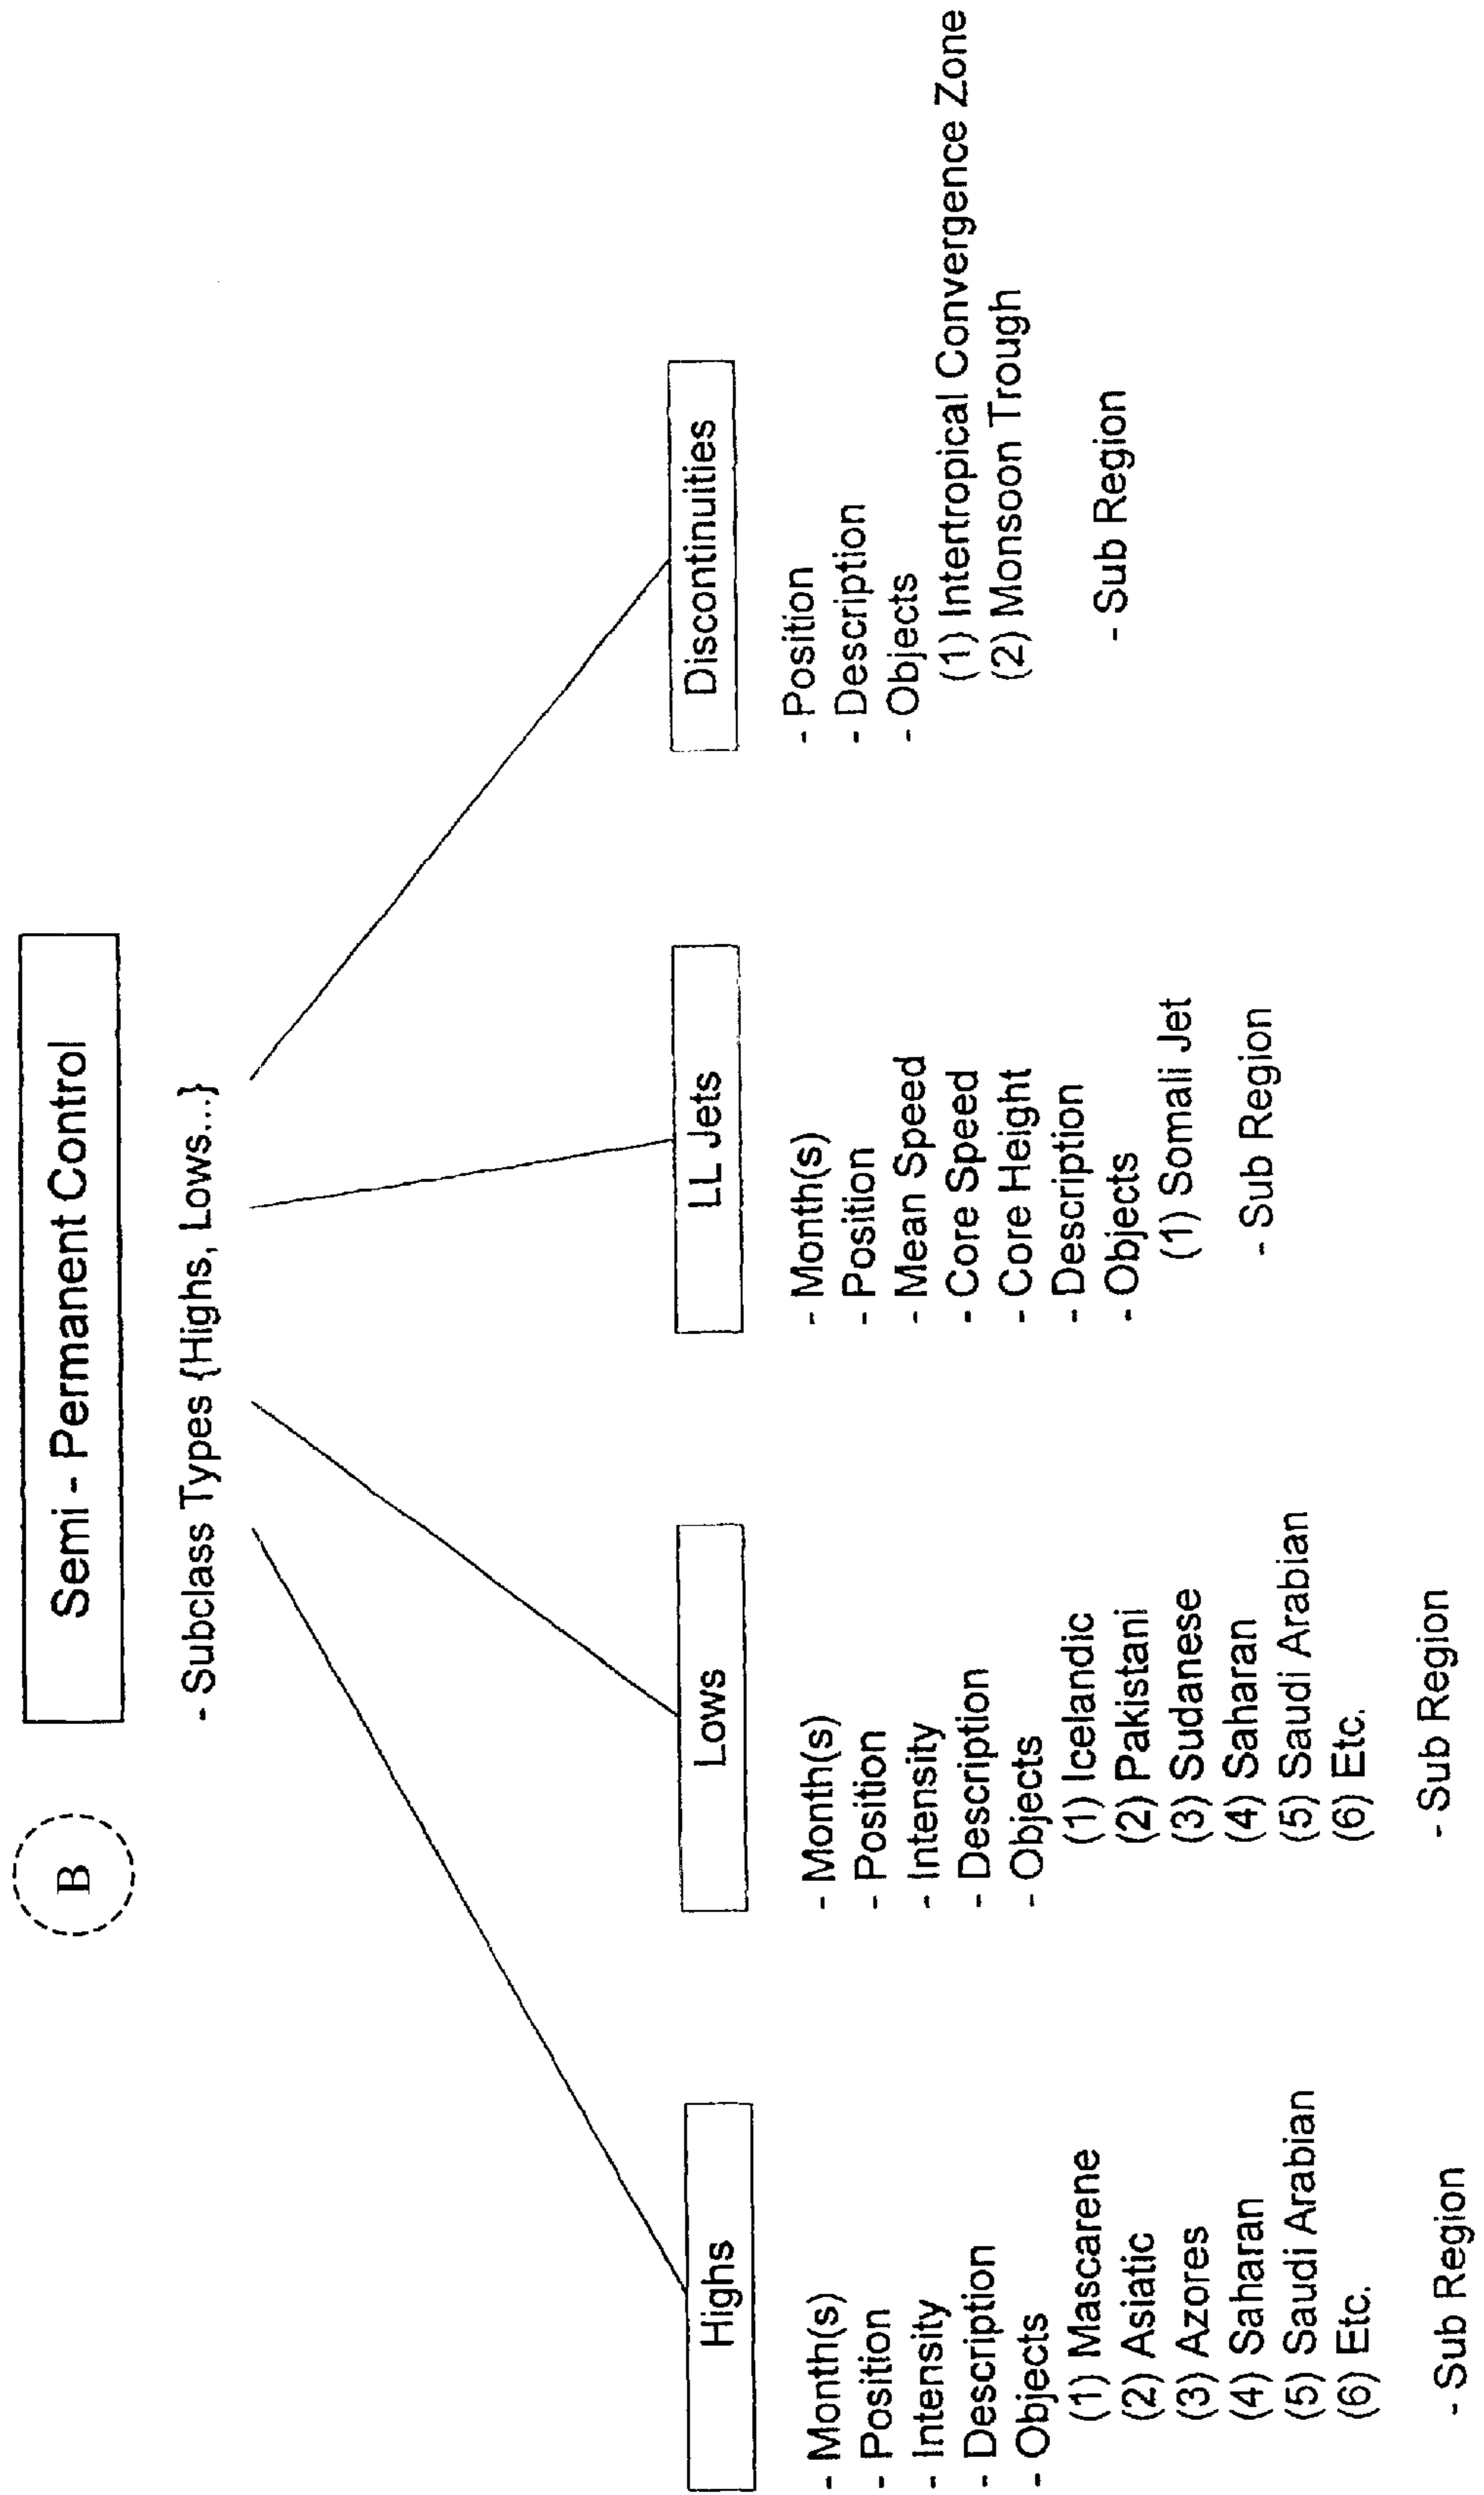 B
Semi - Permanent Control
- Subclass Types {Highs, Lows...}
Highs
- Month(s)
- Position
- Intensity
- Description
- Objects
(1) Mascarene
(2) Asiatic
(3) Azores
(4) Saharan
(5) Saudi Arabian
(6) Etc.
- Sub Region
Lows
- Month(s)
- Position
- Intensity
- Description
- Objects
(1) Icelandic
(2) Pakistani
(3) Sudanese
(4) Saharan
(5) Saudi Arabian
(6) Etc.
- Sub Region
LL Jets
- Month(s)
- Position
- Mean Speed
- Core Speed
- Core Height
- Description
- Objects
(1) Somali Jet
- Sub Region
Discontinuities
- Position
- Description
- Objects
(1) Intertropical Convergence Zone
(2) Monsoon Trough
- Sub Region